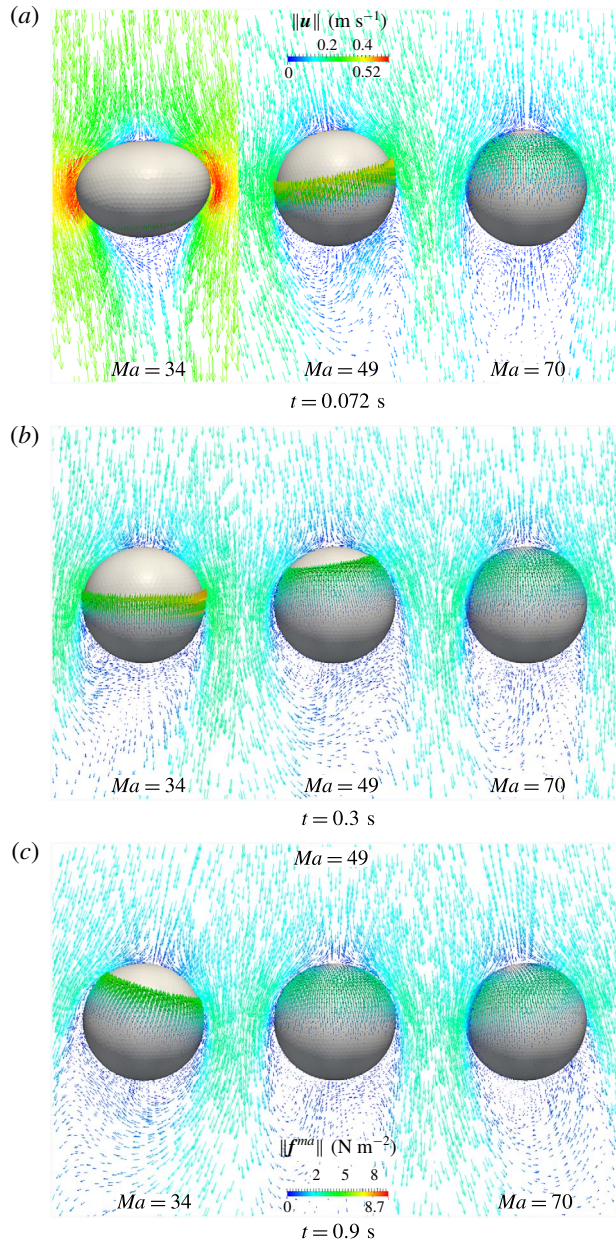 (a)
‖u‖ (m s⁻¹)
0.2 0.4
0 0.52
Ma = 34 Ma = 49 Ma = 70
t = 0.072 s
(b)
Ma = 34 Ma = 49 Ma = 70
t = 0.3 s
(c)
Ma = 49
‖f^{ma}‖ (N m⁻²)
2 5 8
0 8.7
Ma = 34 Ma = 70
t = 0.9 s